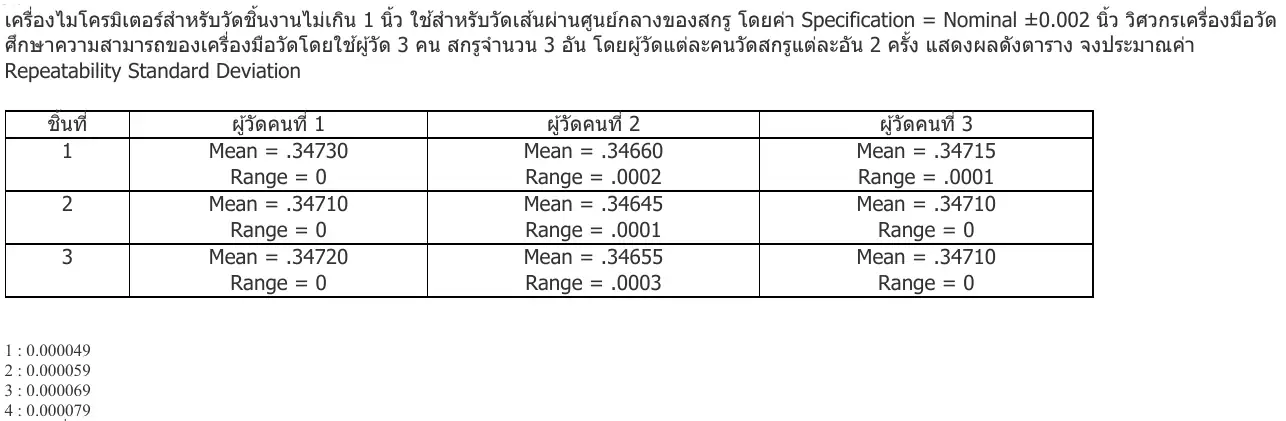 เครื่องไมโครมิเตอร์สำหรับวัดชิ้นงานไม่เกิน 1 นิ้ว ใช้สำหรับวัดเส้นผ่านศูนย์กลางของสกรู โดยค่า Specification = Nominal ±0.002 นิ้ว วิศวกรเครื่องมือวัด
ศึกษาความสามารถของเครื่องมือวัดโดยใช้ผู้วัด 3 คน สกรูจำนวน 3 อัน โดยผู้วัดแต่ละคนวัดสกรูแต่ละอัน 2 ครั้ง แสดงผลดังตาราง จงประมาณค่า
Repeatability Standard Deviation
ชิ้นที่ ผู้วัดคนที่ 1 ผู้วัดคนที่ 2 ผู้วัดคนที่ 3
1 Mean = .34730 Mean = .34660 Mean = .34715
Range = 0 Range = .0002 Range = .0001
2 Mean = .34710 Mean = .34645 Mean = .34710
Range = 0 Range = .0001 Range = 0
3 Mean = .34720 Mean = .34655 Mean = .34710
Range = 0 Range = .0003 Range = 0
1 : 0.000049
2 : 0.000059
3 : 0.000069
4 : 0.000079